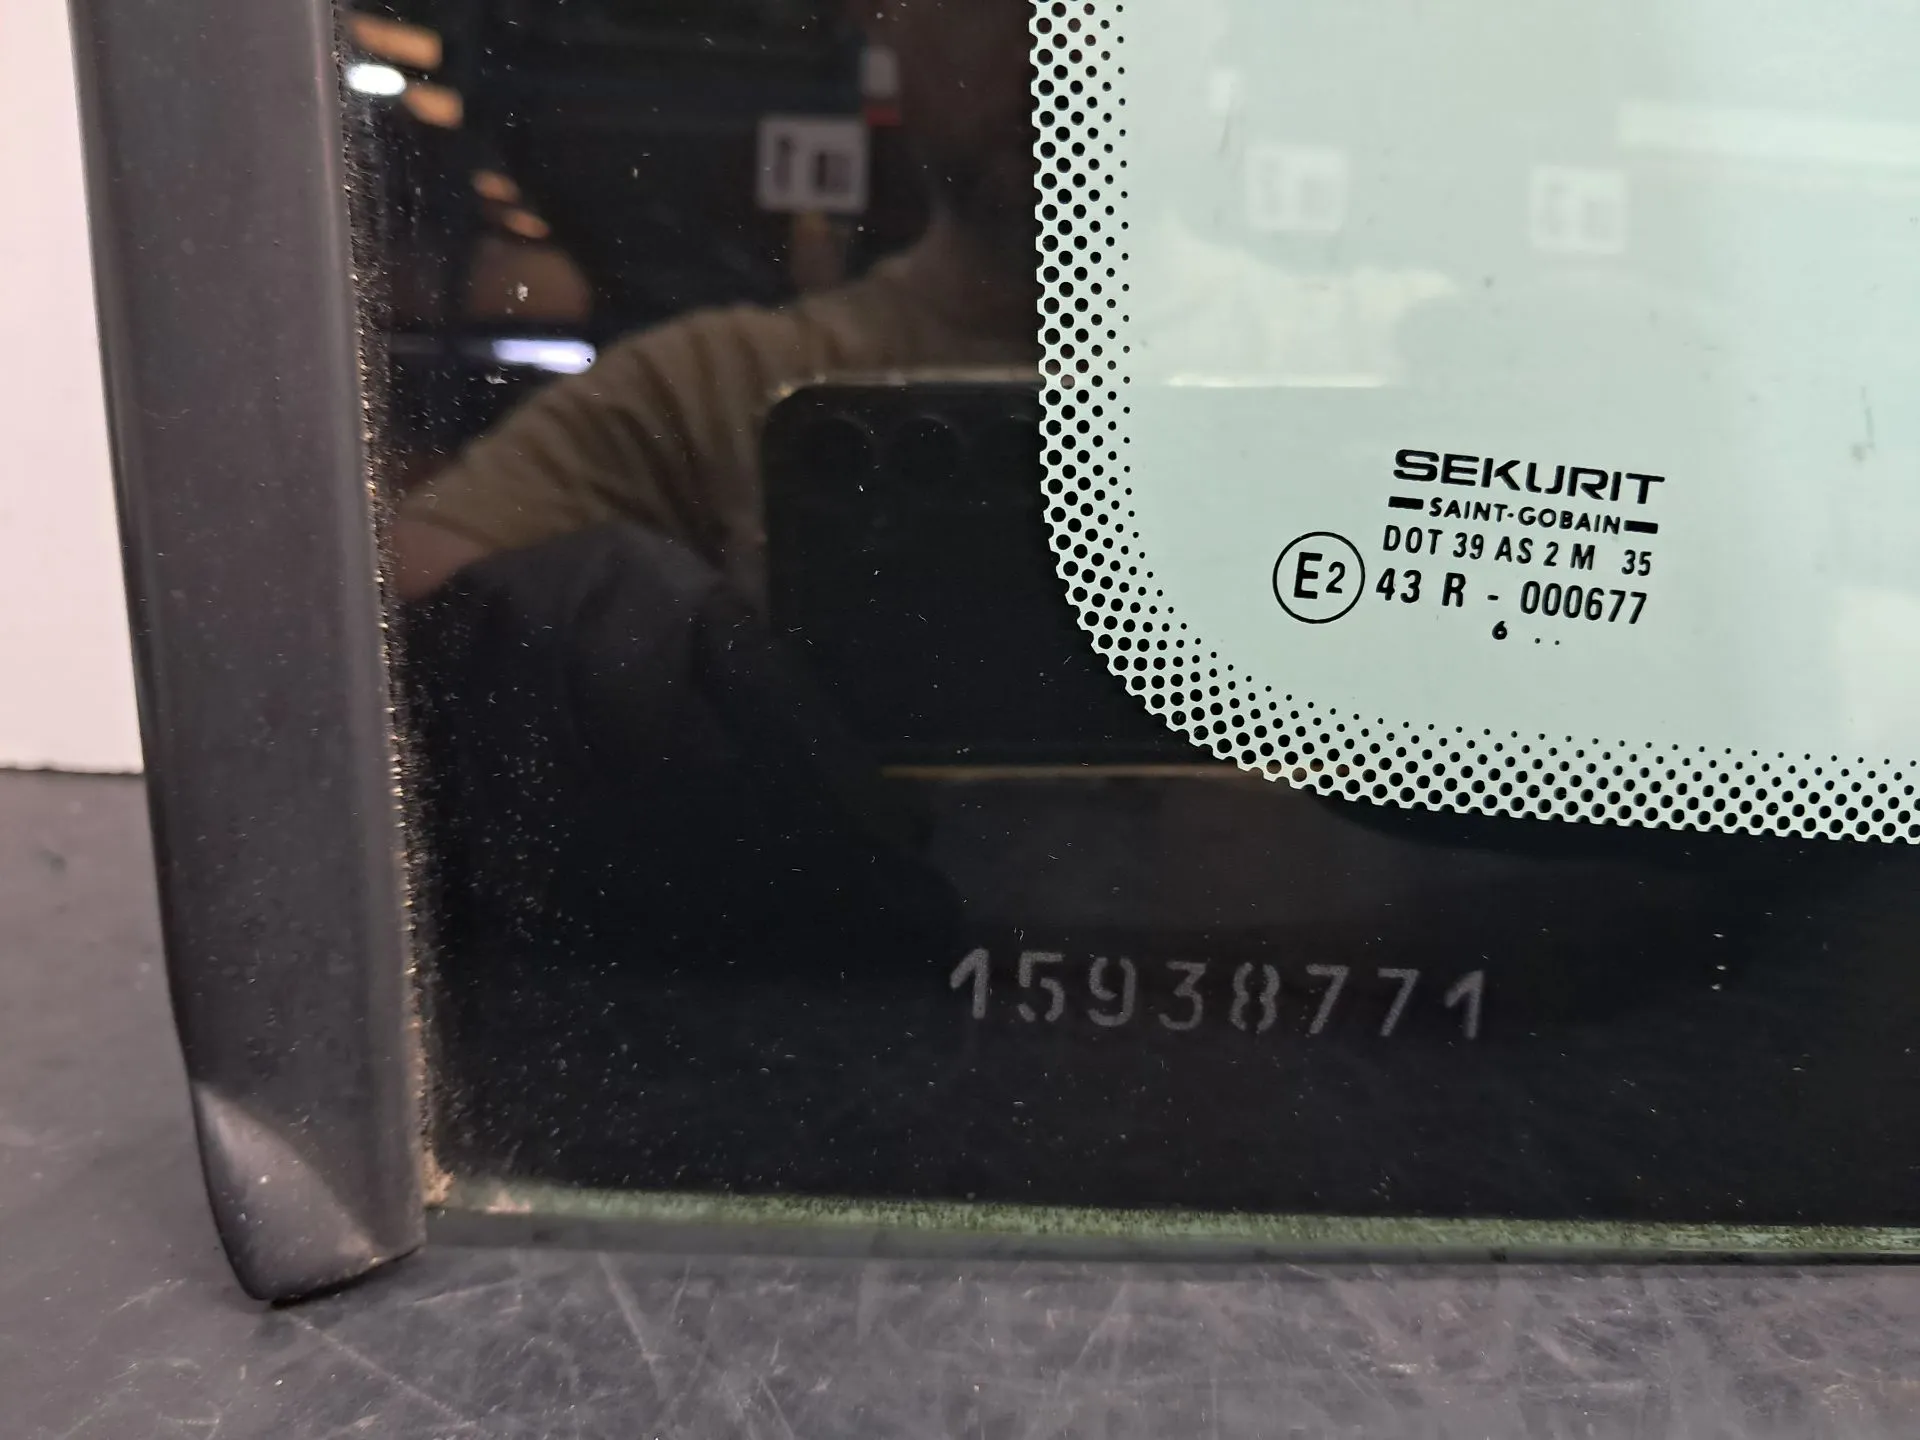 SEKURIT
SAINT-GOBAIN
DOT 39 AS 2 M 35
E2 43 R - 000677
6 ..
15938771